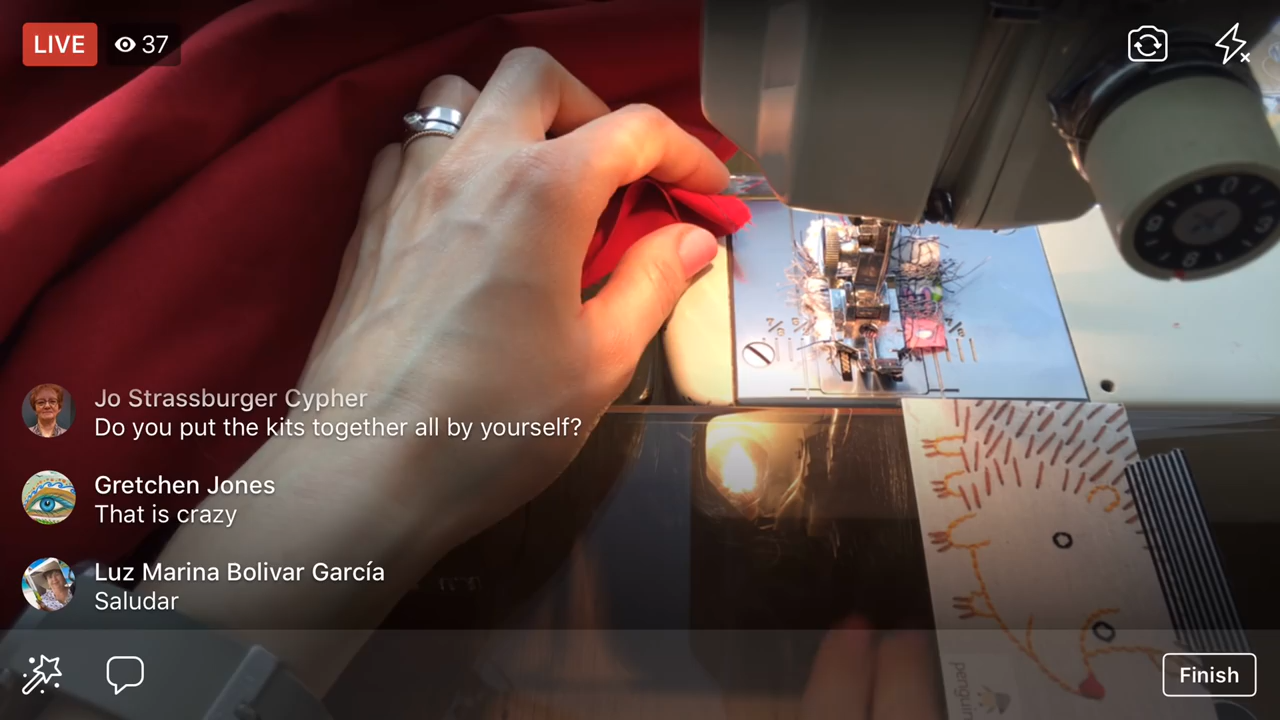 LIVE 37
Jo Strassburger Cypher
Do you put the kits together all by yourself?
Gretchen Jones
That is crazy
Luz Marina Bolivar García
Saludar
Finish
penguin